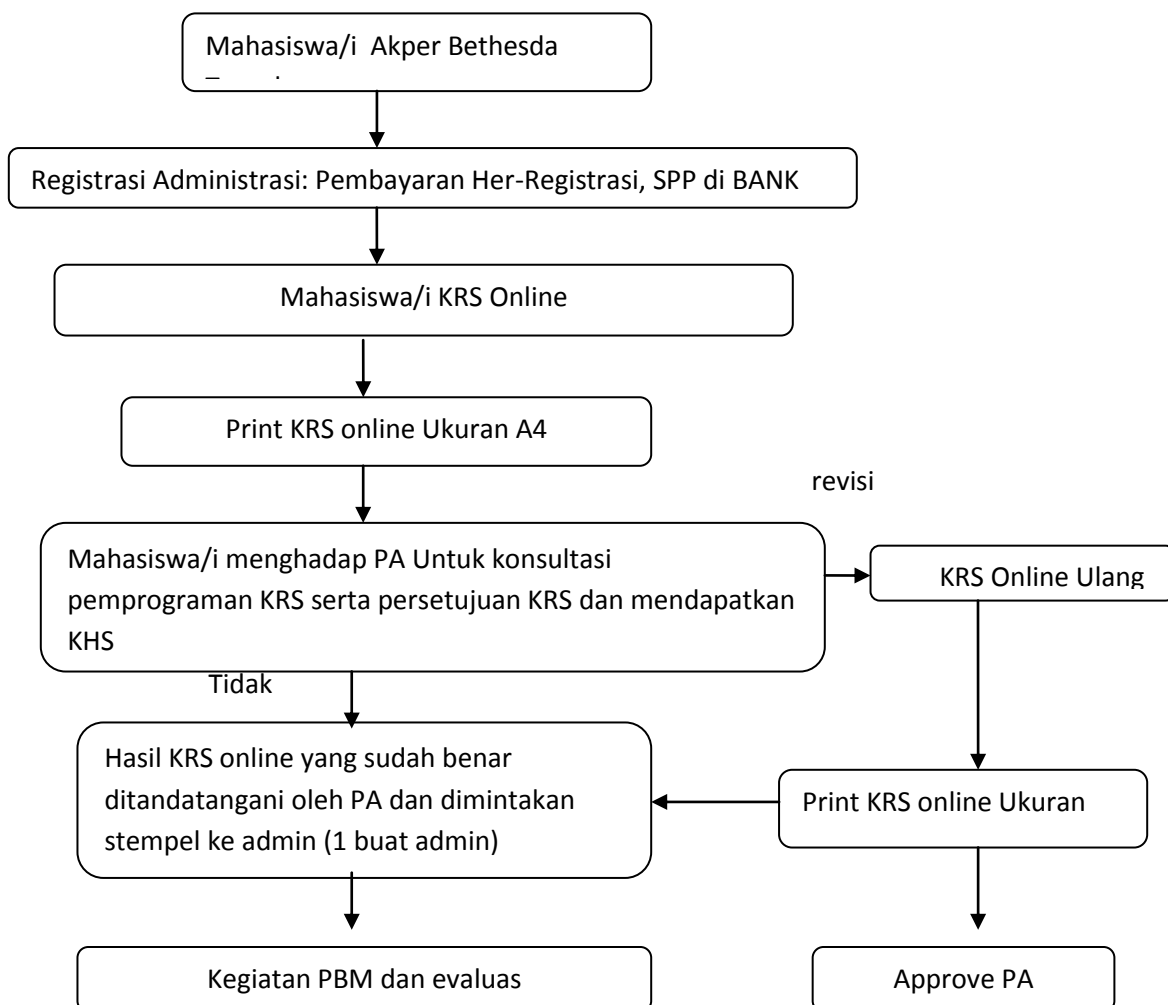 Mahasiswa/i Akper Bethesda
Registrasi Administrasi: Pembayaran Her-Registrasi, SPP di BANK
Mahasiswa/i KRS Online
Print KRS online Ukuran A4
revisi
Mahasiswa/i menghadap PA Untuk konsultasi
pemprograman KRS serta persetujuan KRS dan mendapatkan
KHS
KRS Online Ulang
Tidak
Hasil KRS online yang sudah benar
ditandatangani oleh PA dan dimintakan
stempel ke admin (1 buat admin)
Print KRS online Ukuran
Kegiatan PBM dan evaluas
Approve PA